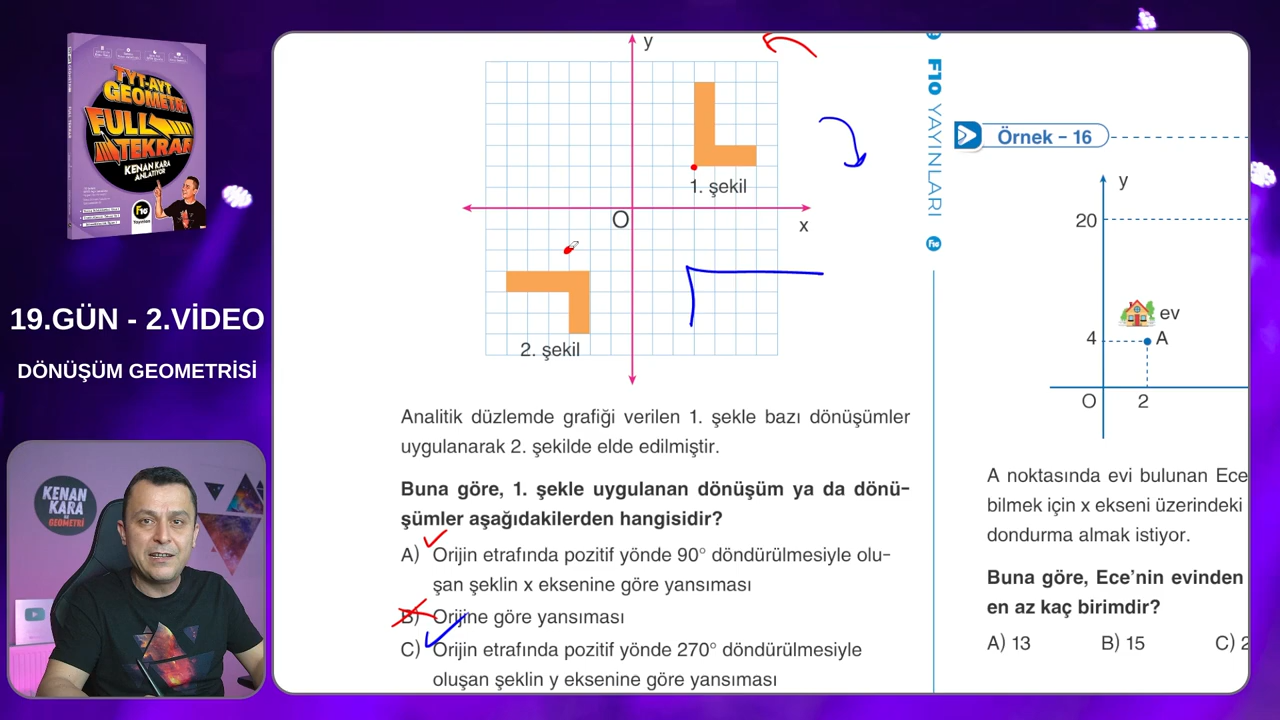 TYT-AYT
GEOMETRİ
FULL
TEKRAR
KENAN KARA
ANLATIYOR
F10
19.GÜN - 2.VİDEO
DÖNÜŞÜM GEOMETRİSİ
KENAN
KARA
GEOMETRİ
y
1. şekil
O
x
2. şekil
Analitik düzlemde grafiği verilen 1. şekle bazı dönüşümler
uygulanarak 2. şekilde elde edilmiştir.
Buna göre, 1. şekle uygulanan dönüşüm ya da dönü-
şümler aşağıdakilerden hangisidir?
A) Orijin etrafında pozitif yönde 90° döndürülmesiyle olu-
şan şeklin x eksenine göre yansıması
B) Orijine göre yansıması
C) Orijin etrafında pozitif yönde 270° döndürülmesiyle
oluşan şeklin y eksenine göre yansıması
F10 YAYINLARI
F10
Örnek - 16
y
20
ev
4
A
O
2
A noktasında evi bulunan Ece
bilmek için x ekseni üzerindeki
dondurma almak istiyor.
Buna göre, Ece'nin evinden
en az kaç birimdir?
A) 13
B) 15
C) 2